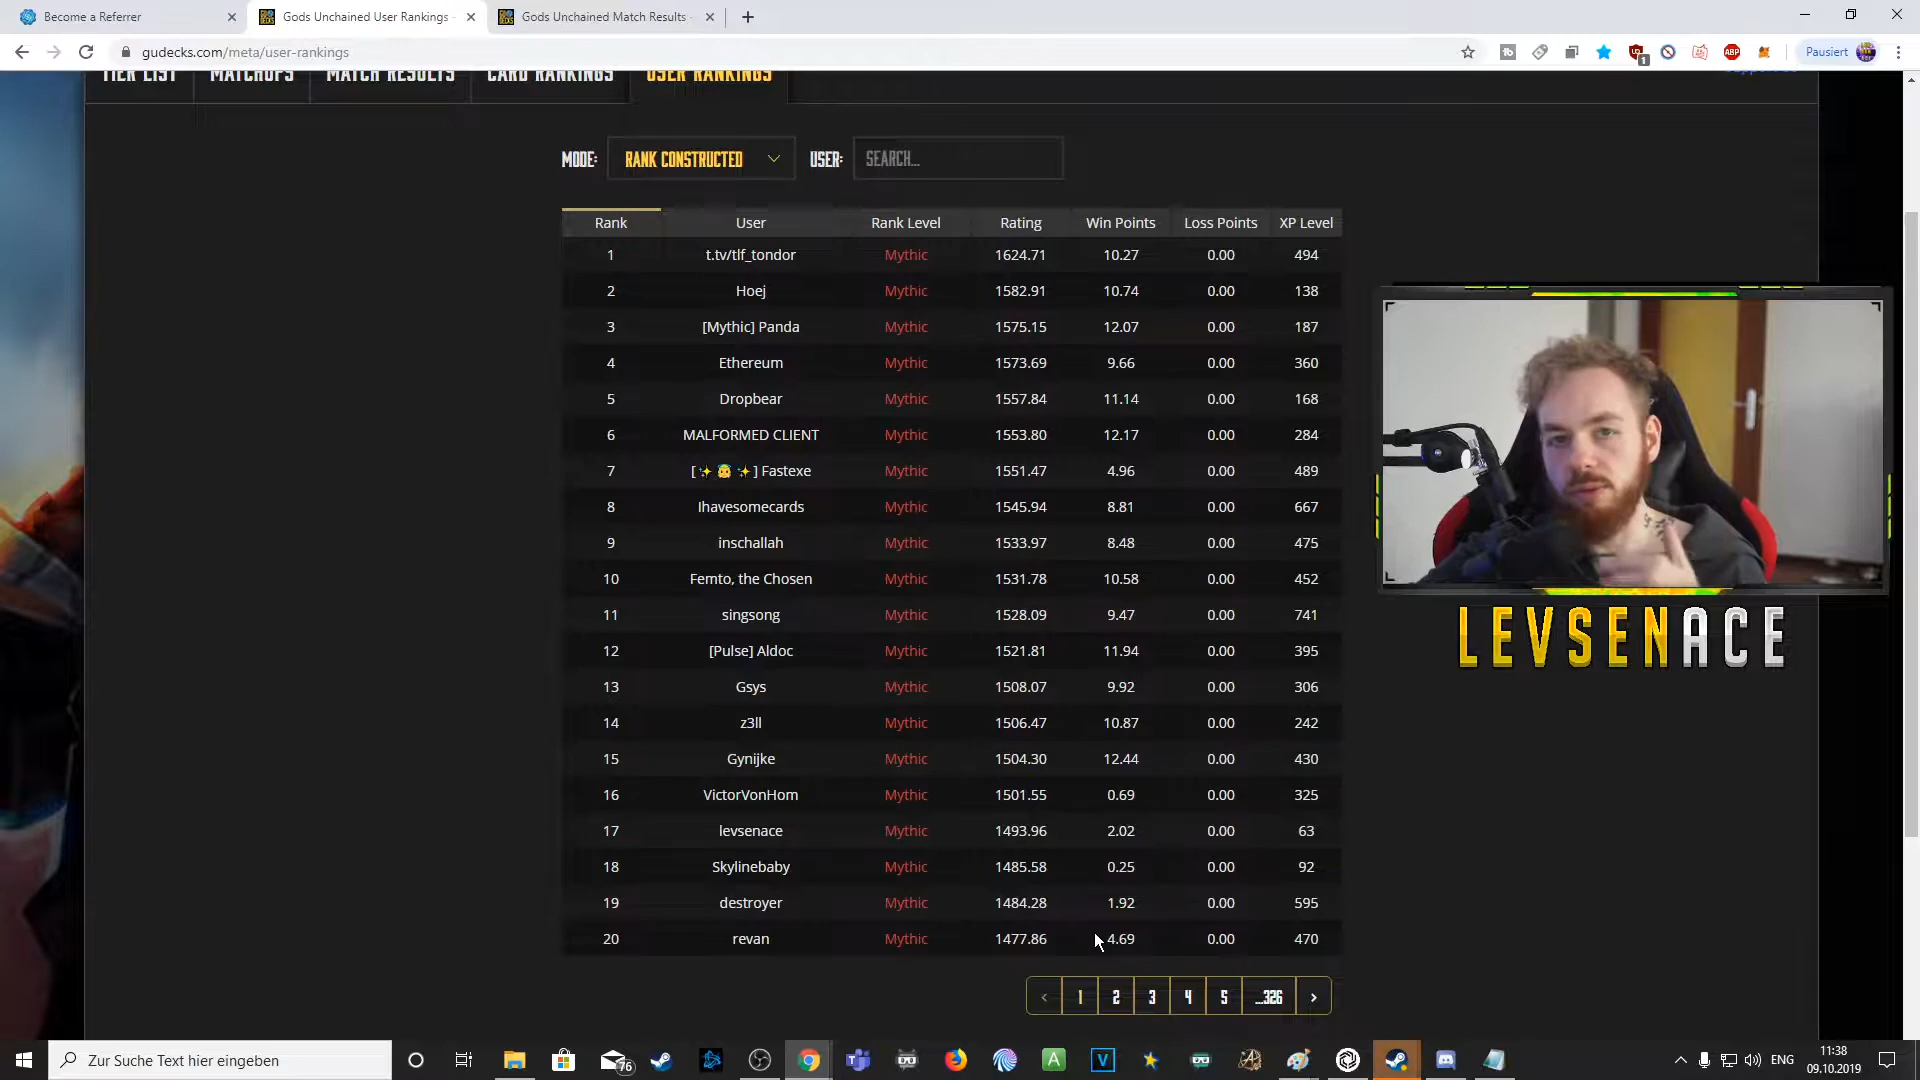 Become a Referrer
Gods Unchained User Rankings -
Gods Unchained Match Results -
gudecks.com/meta/user-rankings
Pausiert
TIER LIST MATCHUPS MATCH RESULTS CARD RANKINGS USER RANKINGS
MODE: RANK CONSTRUCTED USER: SEARCH...
Rank User Rank Level Rating Win Points Loss Points XP Level
1 t.tv/tlf_tondor Mythic 1624.71 10.27 0.00 494
2 Hoej Mythic 1582.91 10.74 0.00 138
3 [Mythic] Panda Mythic 1575.15 12.07 0.00 187
4 Ethereum Mythic 1573.69 9.66 0.00 360
5 Dropbear Mythic 1557.84 11.14 0.00 168
6 MALFORMED CLIENT Mythic 1553.80 12.17 0.00 284
7 [✨😇✨] Fastexe Mythic 1551.47 4.96 0.00 489
8 Ihavesomecards Mythic 1545.94 8.81 0.00 667
9 inschallah Mythic 1533.97 8.48 0.00 475
10 Femto, the Chosen Mythic 1531.78 10.58 0.00 452
11 singsong Mythic 1528.09 9.47 0.00 741
12 [Pulse] Aldoc Mythic 1521.81 11.94 0.00 395
13 Gsys Mythic 1508.07 9.92 0.00 306
14 z3ll Mythic 1506.47 10.87 0.00 242
15 Gynijke Mythic 1504.30 12.44 0.00 430
16 VictorVonHom Mythic 1501.55 0.69 0.00 325
17 levsenace Mythic 1493.96 2.02 0.00 63
18 Skylinebaby Mythic 1485.58 0.25 0.00 92
19 destroyer Mythic 1484.28 1.92 0.00 595
20 revan Mythic 1477.86 4.69 0.00 470
LEVSENACE
‹ 1 2 3 4 5 ...326 ›
Zur Suche Text hier eingeben
76
ENG
11:38
09.10.2019